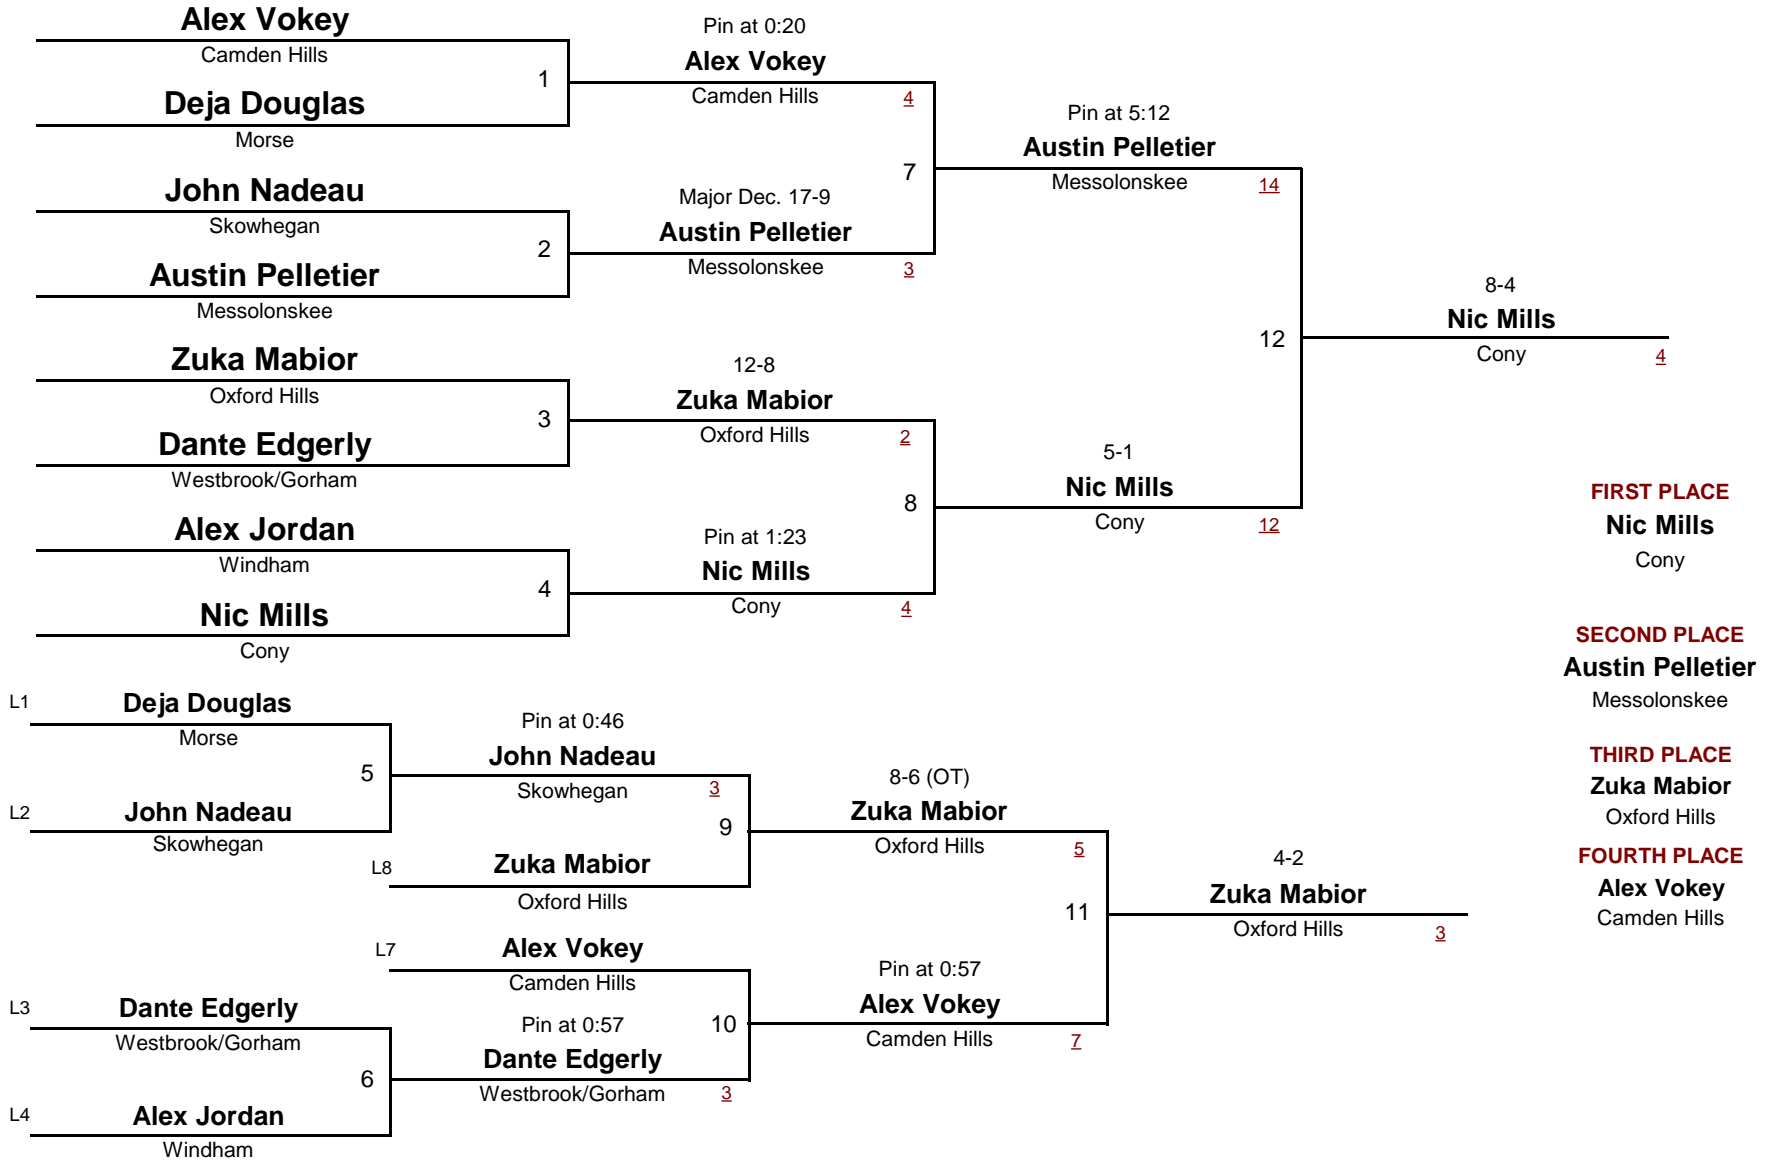 Alex Vokey
Camden Hills
1
Deja Douglas
Morse
John Nadeau
Skowhegan
2
Austin Pelletier
Messolonskee
Zuka Mabior
Oxford Hills
3
Dante Edgerly
Westbrook/Gorham
Alex Jordan
Windham
4
Nic Mills
Cony
Pin at 0:20
Alex Vokey
Camden Hills 4
7
Major Dec. 17-9
Austin Pelletier
Messolonskee 3
12-8
Zuka Mabior
Oxford Hills 2
8
Pin at 1:23
Nic Mills
Cony 4
Pin at 5:12
Austin Pelletier
Messolonskee 14
12
5-1
Nic Mills
Cony 12
8-4
Nic Mills
Cony 4
FIRST PLACE
Nic Mills
Cony
SECOND PLACE
Austin Pelletier
Messolonskee
THIRD PLACE
Zuka Mabior
Oxford Hills
FOURTH PLACE
Alex Vokey
Camden Hills
L1 Deja Douglas
Morse
5
L2 John Nadeau
Skowhegan
L3 Dante Edgerly
Westbrook/Gorham
6
L4 Alex Jordan
Windham
Pin at 0:46
John Nadeau
Skowhegan 3
9
L8 Zuka Mabior
Oxford Hills
L7 Alex Vokey
Camden Hills
10
Pin at 0:57
Dante Edgerly
Westbrook/Gorham 3
8-6 (OT)
Zuka Mabior
Oxford Hills 5
11
Pin at 0:57
Alex Vokey
Camden Hills 7
4-2
Zuka Mabior
Oxford Hills 3